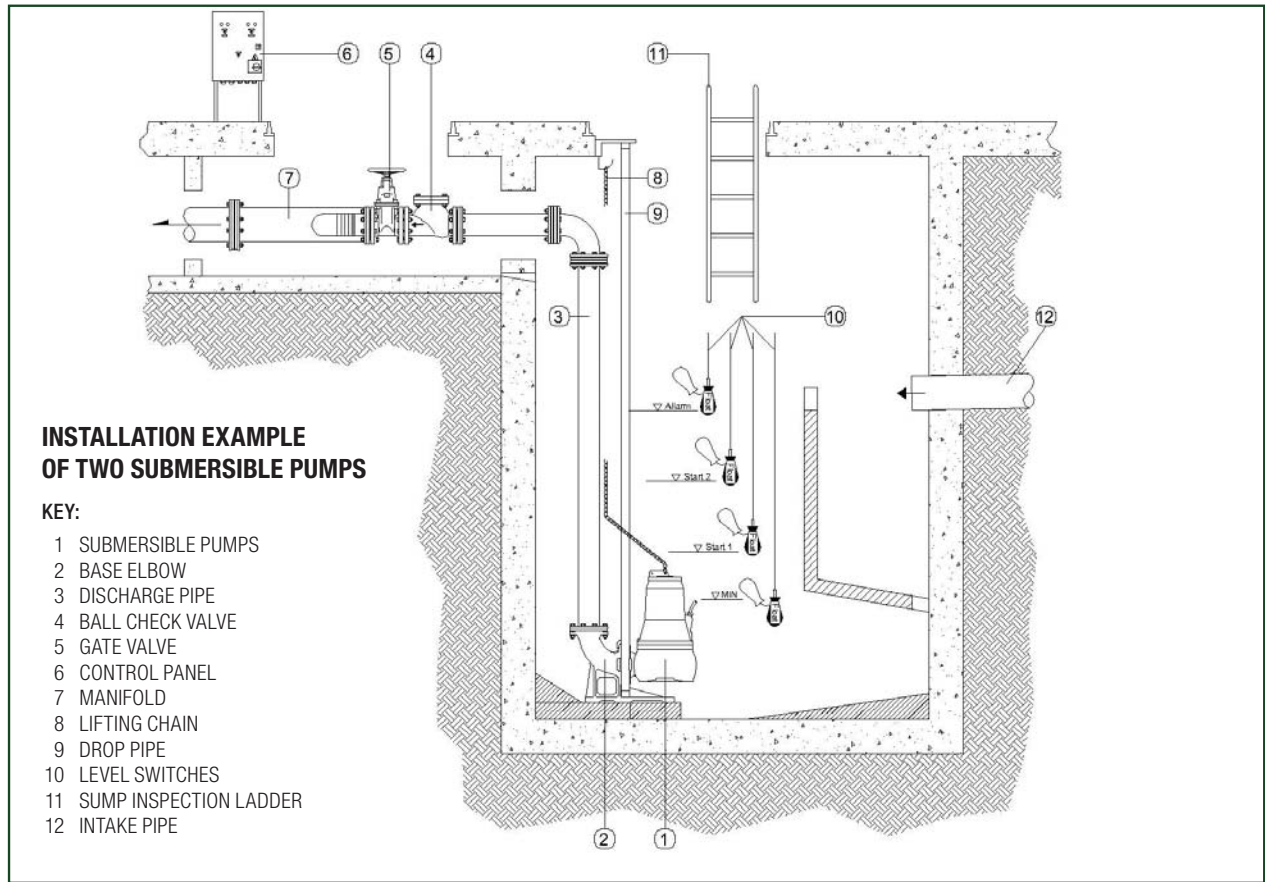 6
5
4
11
7
8
9
3
10
12
▽ Allarm
▽ Start 2
▽ Start 1
▽ MIN
INSTALLATION EXAMPLE
OF TWO SUBMERSIBLE PUMPS
KEY:
1 SUBMERSIBLE PUMPS
2 BASE ELBOW
3 DISCHARGE PIPE
4 BALL CHECK VALVE
5 GATE VALVE
6 CONTROL PANEL
7 MANIFOLD
8 LIFTING CHAIN
9 DROP PIPE
10 LEVEL SWITCHES
11 SUMP INSPECTION LADDER
12 INTAKE PIPE
2
1